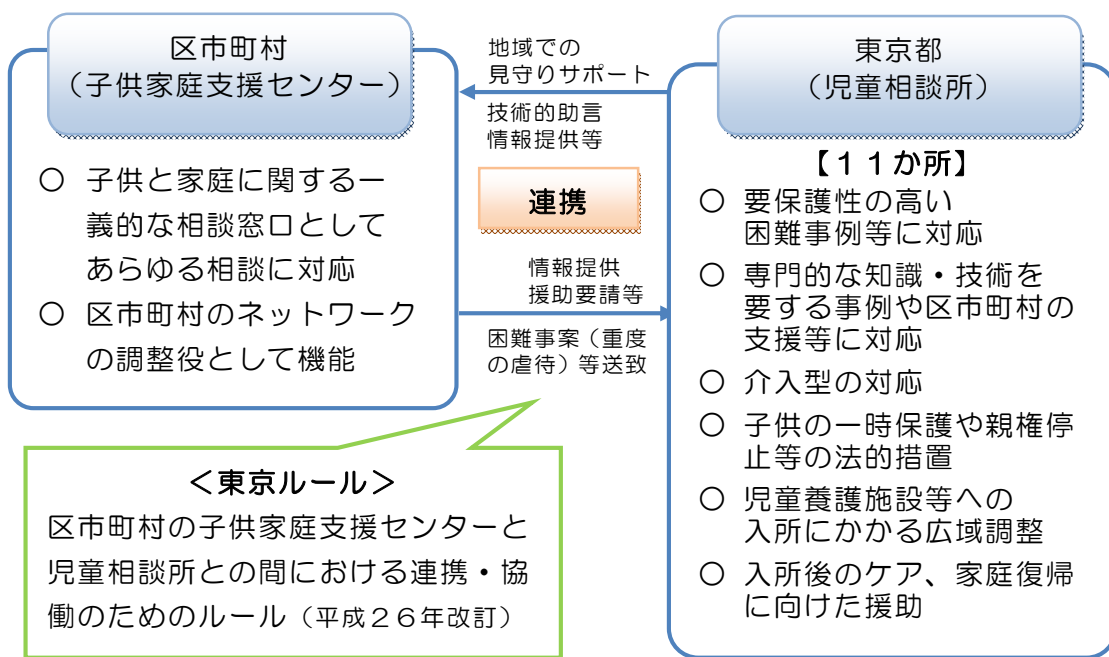 区市町村
（子供家庭支援センター）
○ 子供と家庭に関する一
義的な相談窓口として
あらゆる相談に対応
○ 区市町村のネットワーク
の調整役として機能
地域での
見守りサポート
技術的助言
情報提供等
連携
情報提供
援助要請等
困難事案（重度
の虐待）等送致
東京都
（児童相談所）
【１１か所】
○ 要保護性の高い
困難事例等に対応
○ 専門的な知識・技術を
要する事例や区市町村の
支援等に対応
○ 介入型の対応
○ 子供の一時保護や親権停
止等の法的措置
○ 児童養護施設等への
入所にかかる広域調整
○ 入所後のケア、家庭復帰
に向けた援助
＜東京ルール＞
区市町村の子供家庭支援センターと
児童相談所との間における連携・協
働のためのルール（平成２６年改訂）